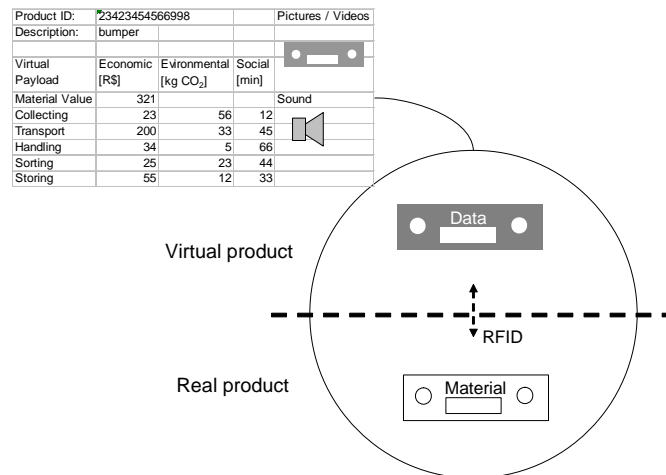 Product ID: 23423454566998 Pictures / Videos
Description: bumper
Virtual Economic Evironmental Social
Payload [R$] [kg CO₂] [min]
Material Value 321 Sound
Collecting 23 56 12
Transport 200 33 45
Handling 34 5 66
Sorting 25 23 44
Storing 55 12 33
Data
Virtual product
RFID
Real product
Material